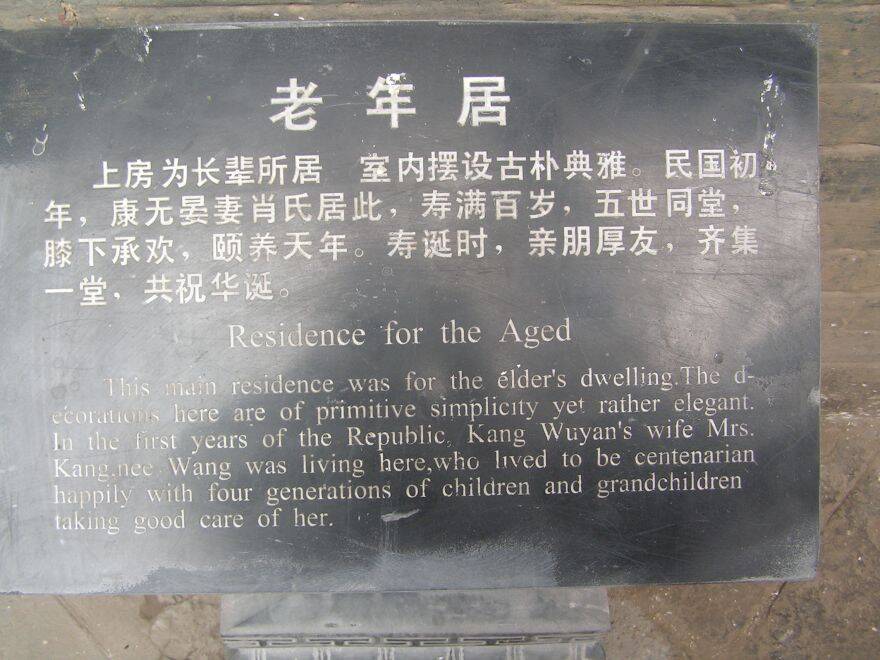 老年居
上房为长辈所居 室内摆设古朴典雅。民国初
年，康无晏妻肖氏居此，寿满百岁，五世同堂，
膝下承欢，颐养天年。寿诞时，亲朋厚友，齐集
一堂，共祝华诞。
Residence for the Aged
This main residence was for the elder's dwelling.The d-
ecorations here are of primitive simplicity yet rather elegant.
In the first years of the Republic, Kang Wuyan's wife Mrs.
Kang,nee Wang was living here,who lived to be centenarian
happily with four generations of children and grandchildren
taking good care of her.